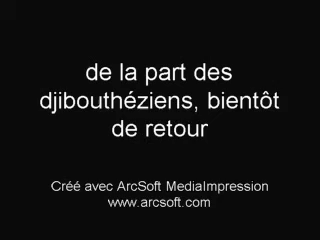 de la part des
djibouthéziens, bientôt
de retour
Créé avec ArcSoft MediaImpression
www.arcsoft.com